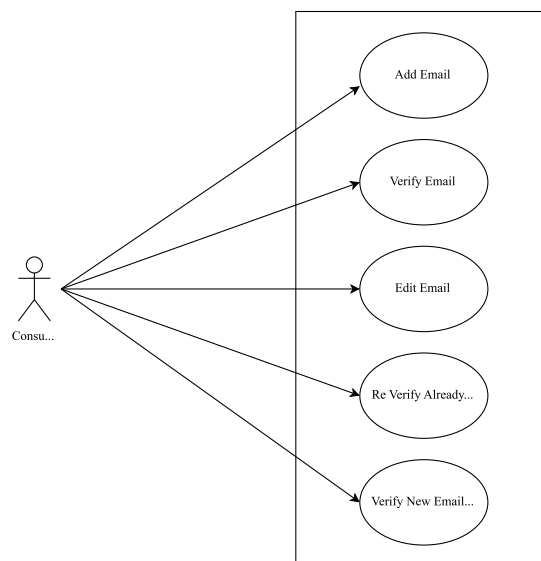 Add Email
Verify Email
Edit Email
Consu...
Re Verify Already...
Verify New Email...